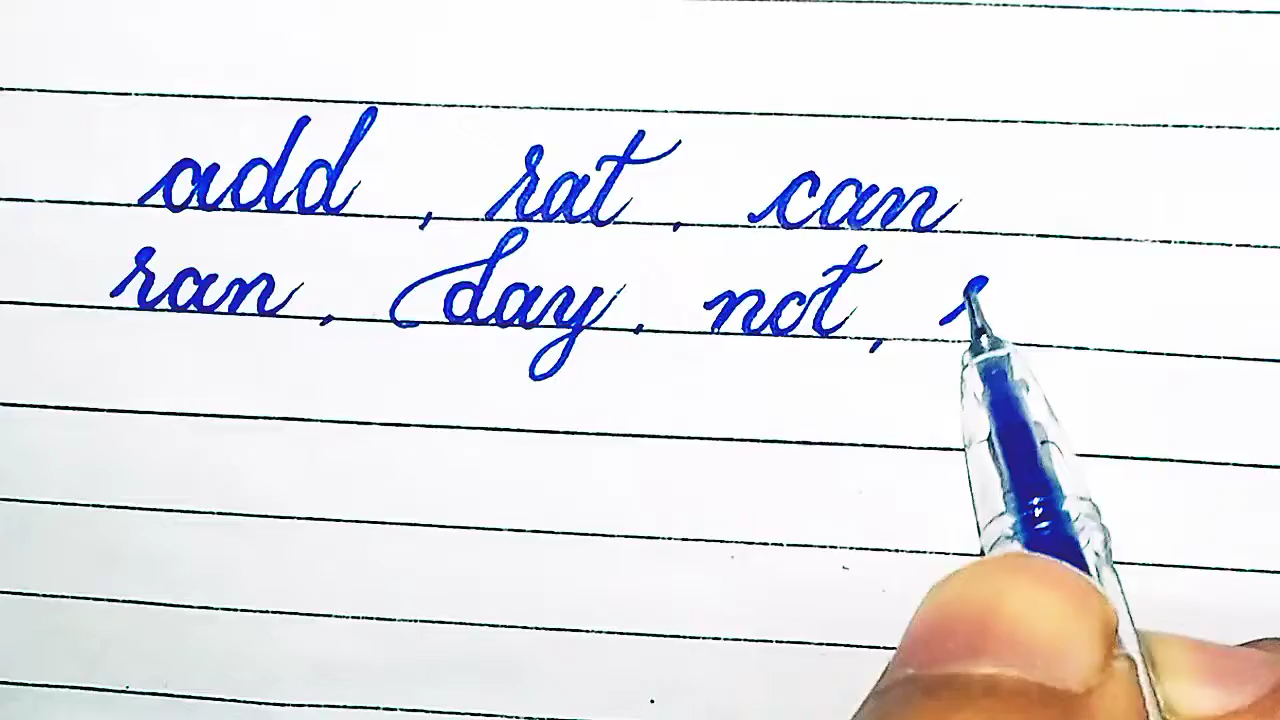 add, rat, can
ran, day, not,